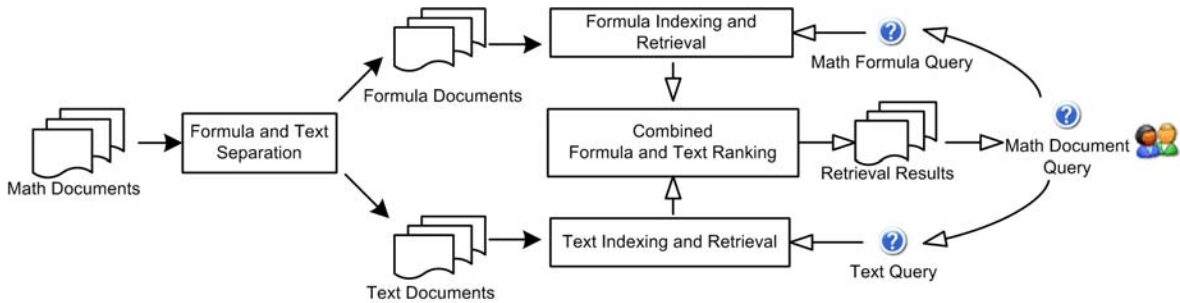 Formula Indexing and
Retrieval
Math Formula Query
Formula Documents
Formula and Text
Separation
Math Documents
Combined
Formula and Text Ranking
Retrieval Results
Math Document
Query
Text Indexing and Retrieval
Text Query
Text Documents